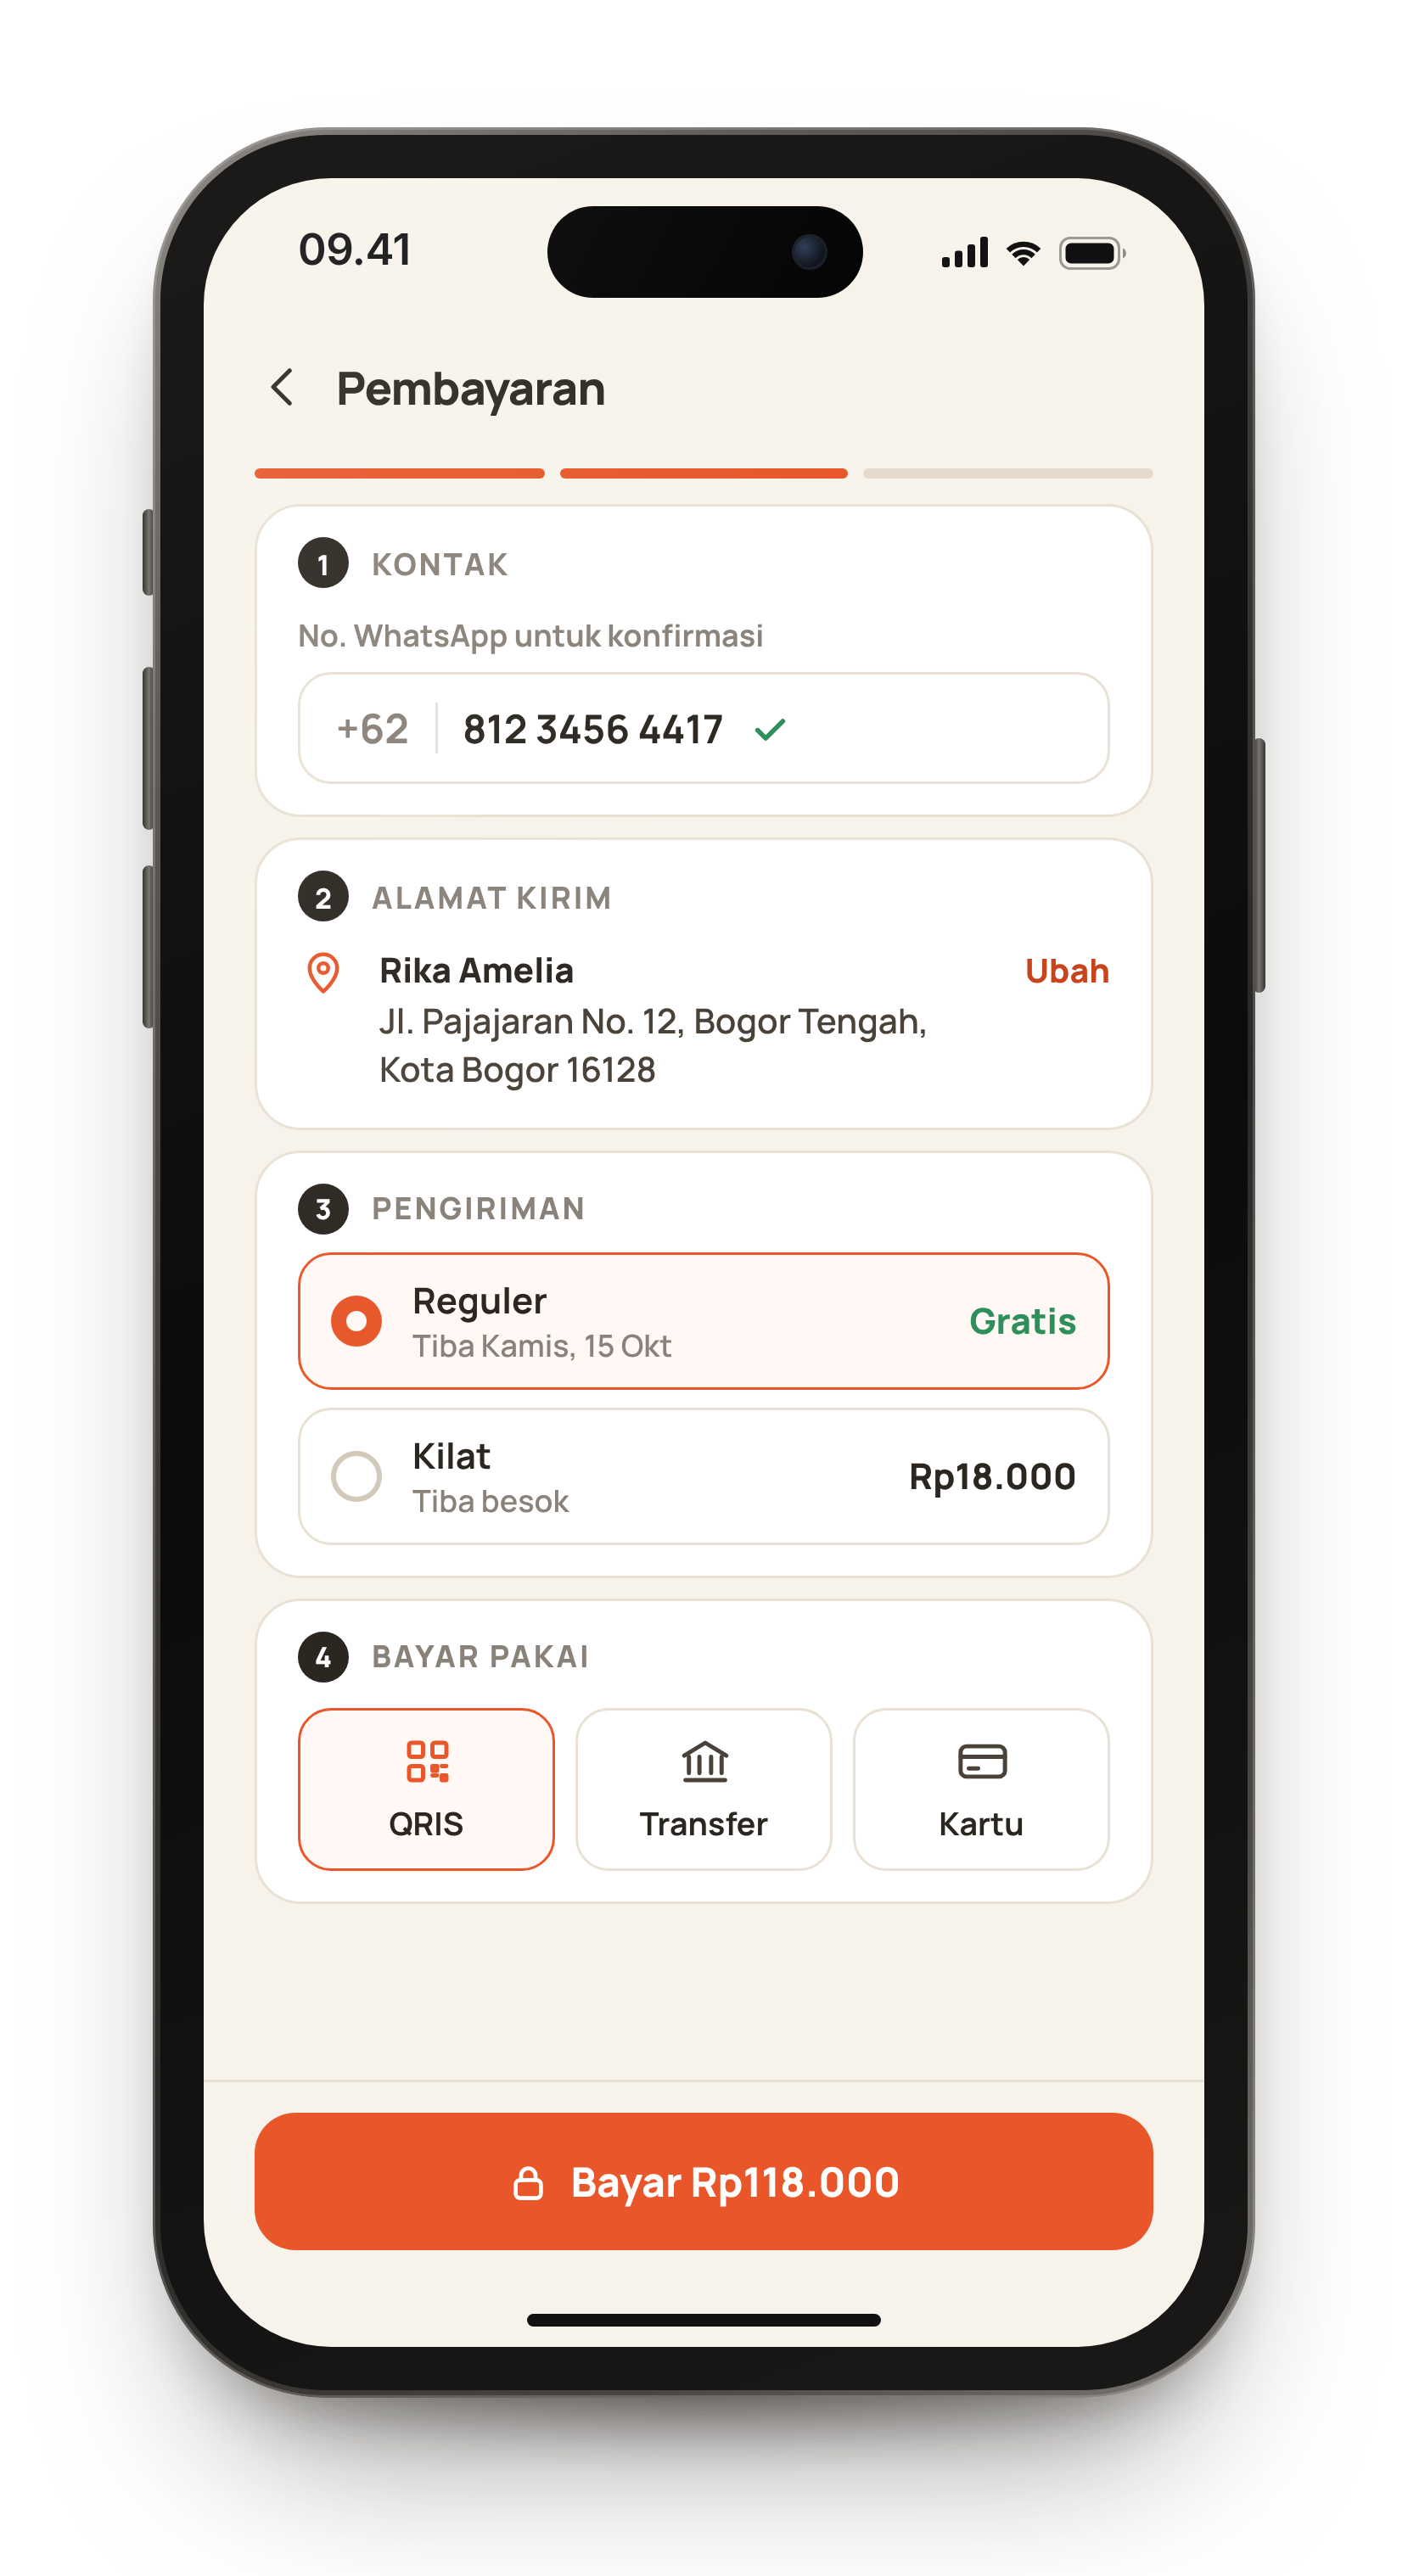 09.41
Pembayaran
1 KONTAK
No. WhatsApp untuk konfirmasi
+62 812 3456 4417
2 ALAMAT KIRIM
Rika Amelia Ubah
Jl. Pajajaran No. 12, Bogor Tengah,
Kota Bogor 16128
3 PENGIRIMAN
Reguler
Tiba Kamis, 15 Okt
Gratis
Kilat
Tiba besok
Rp18.000
4 BAYAR PAKAI
QRIS Transfer Kartu
Bayar Rp118.000